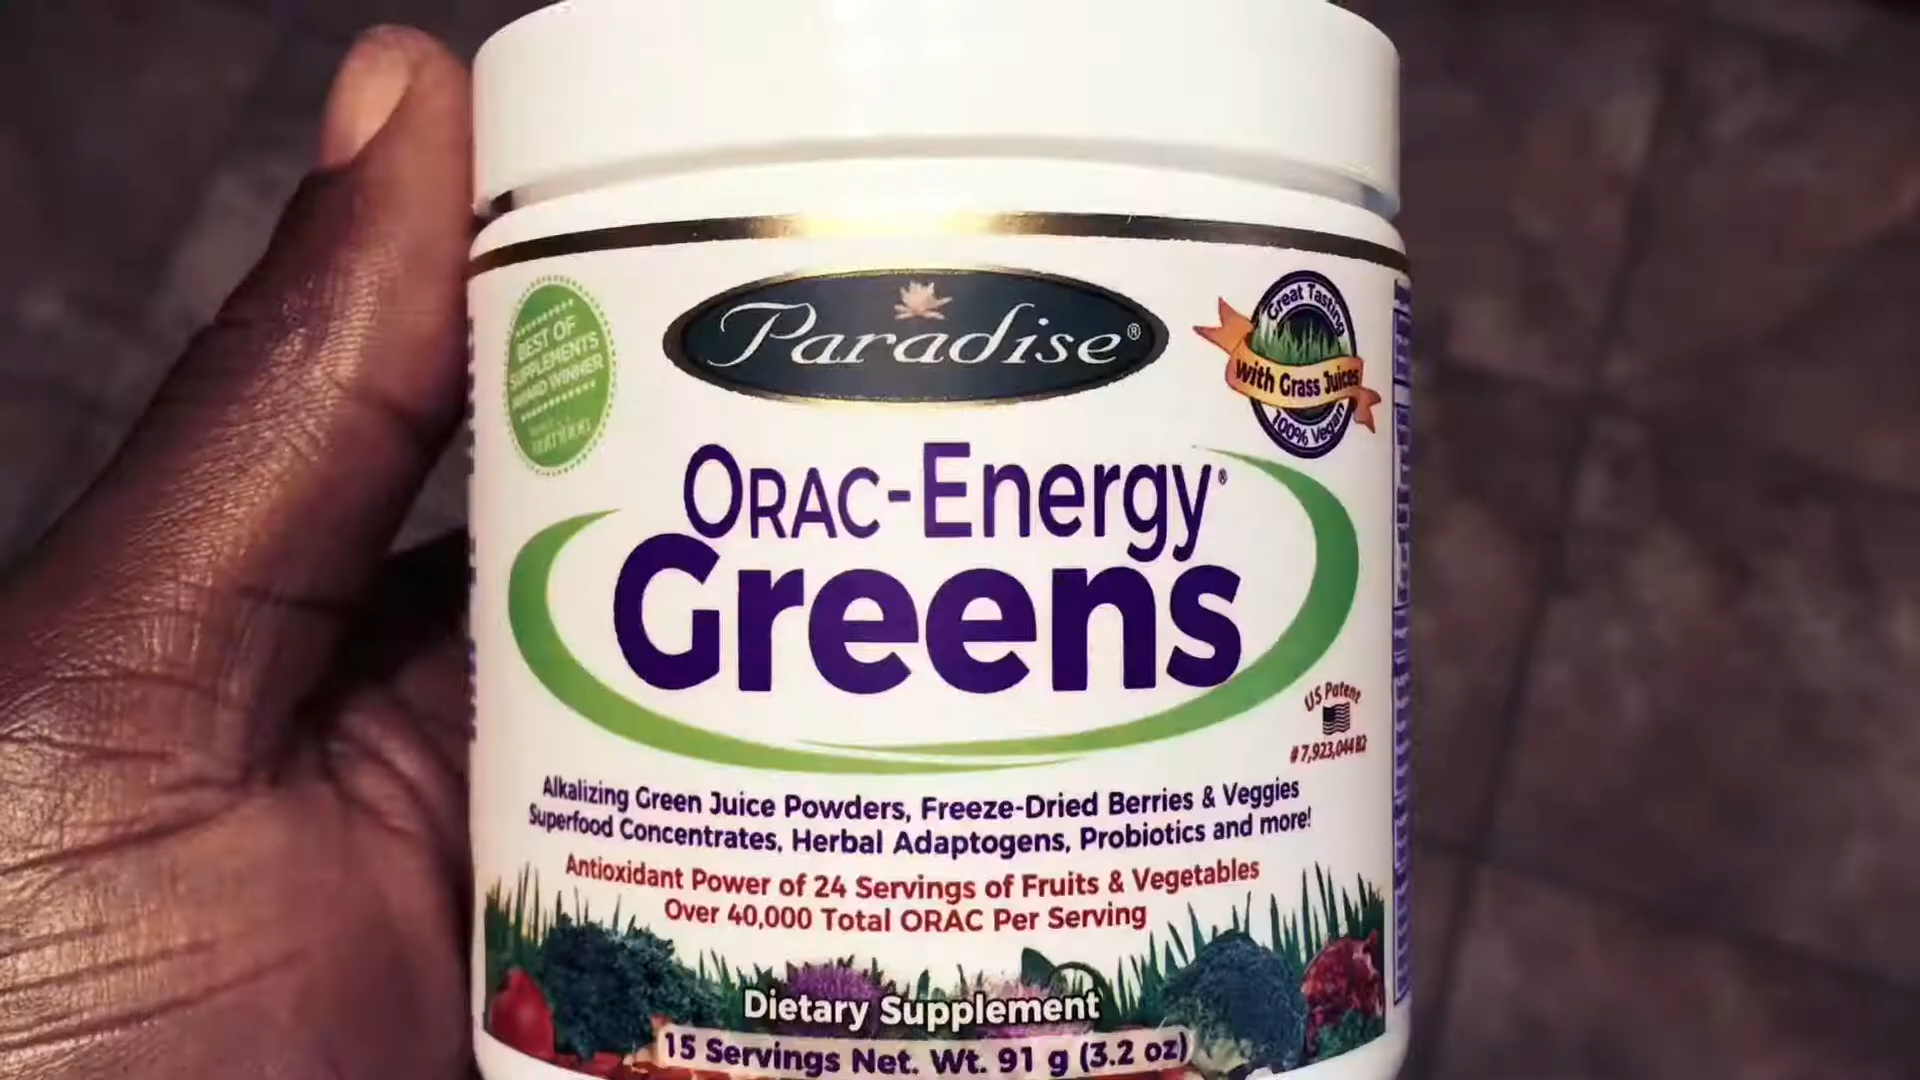 Paradise®
BEST OF
SUPPLEMENTS
AWARD WINNER
nutrition
Great Tasting
with Grass Juices
100% Vegan
ORAC-Energy®
Greens
US Patent
# 7,923,044 B2
Alkalizing Green Juice Powders, Freeze-Dried Berries & Veggies
Superfood Concentrates, Herbal Adaptogens, Probiotics and more!
Antioxidant Power of 24 Servings of Fruits & Vegetables
Over 40,000 Total ORAC Per Serving
Dietary Supplement
15 Servings Net. Wt. 91 g (3.2 oz)